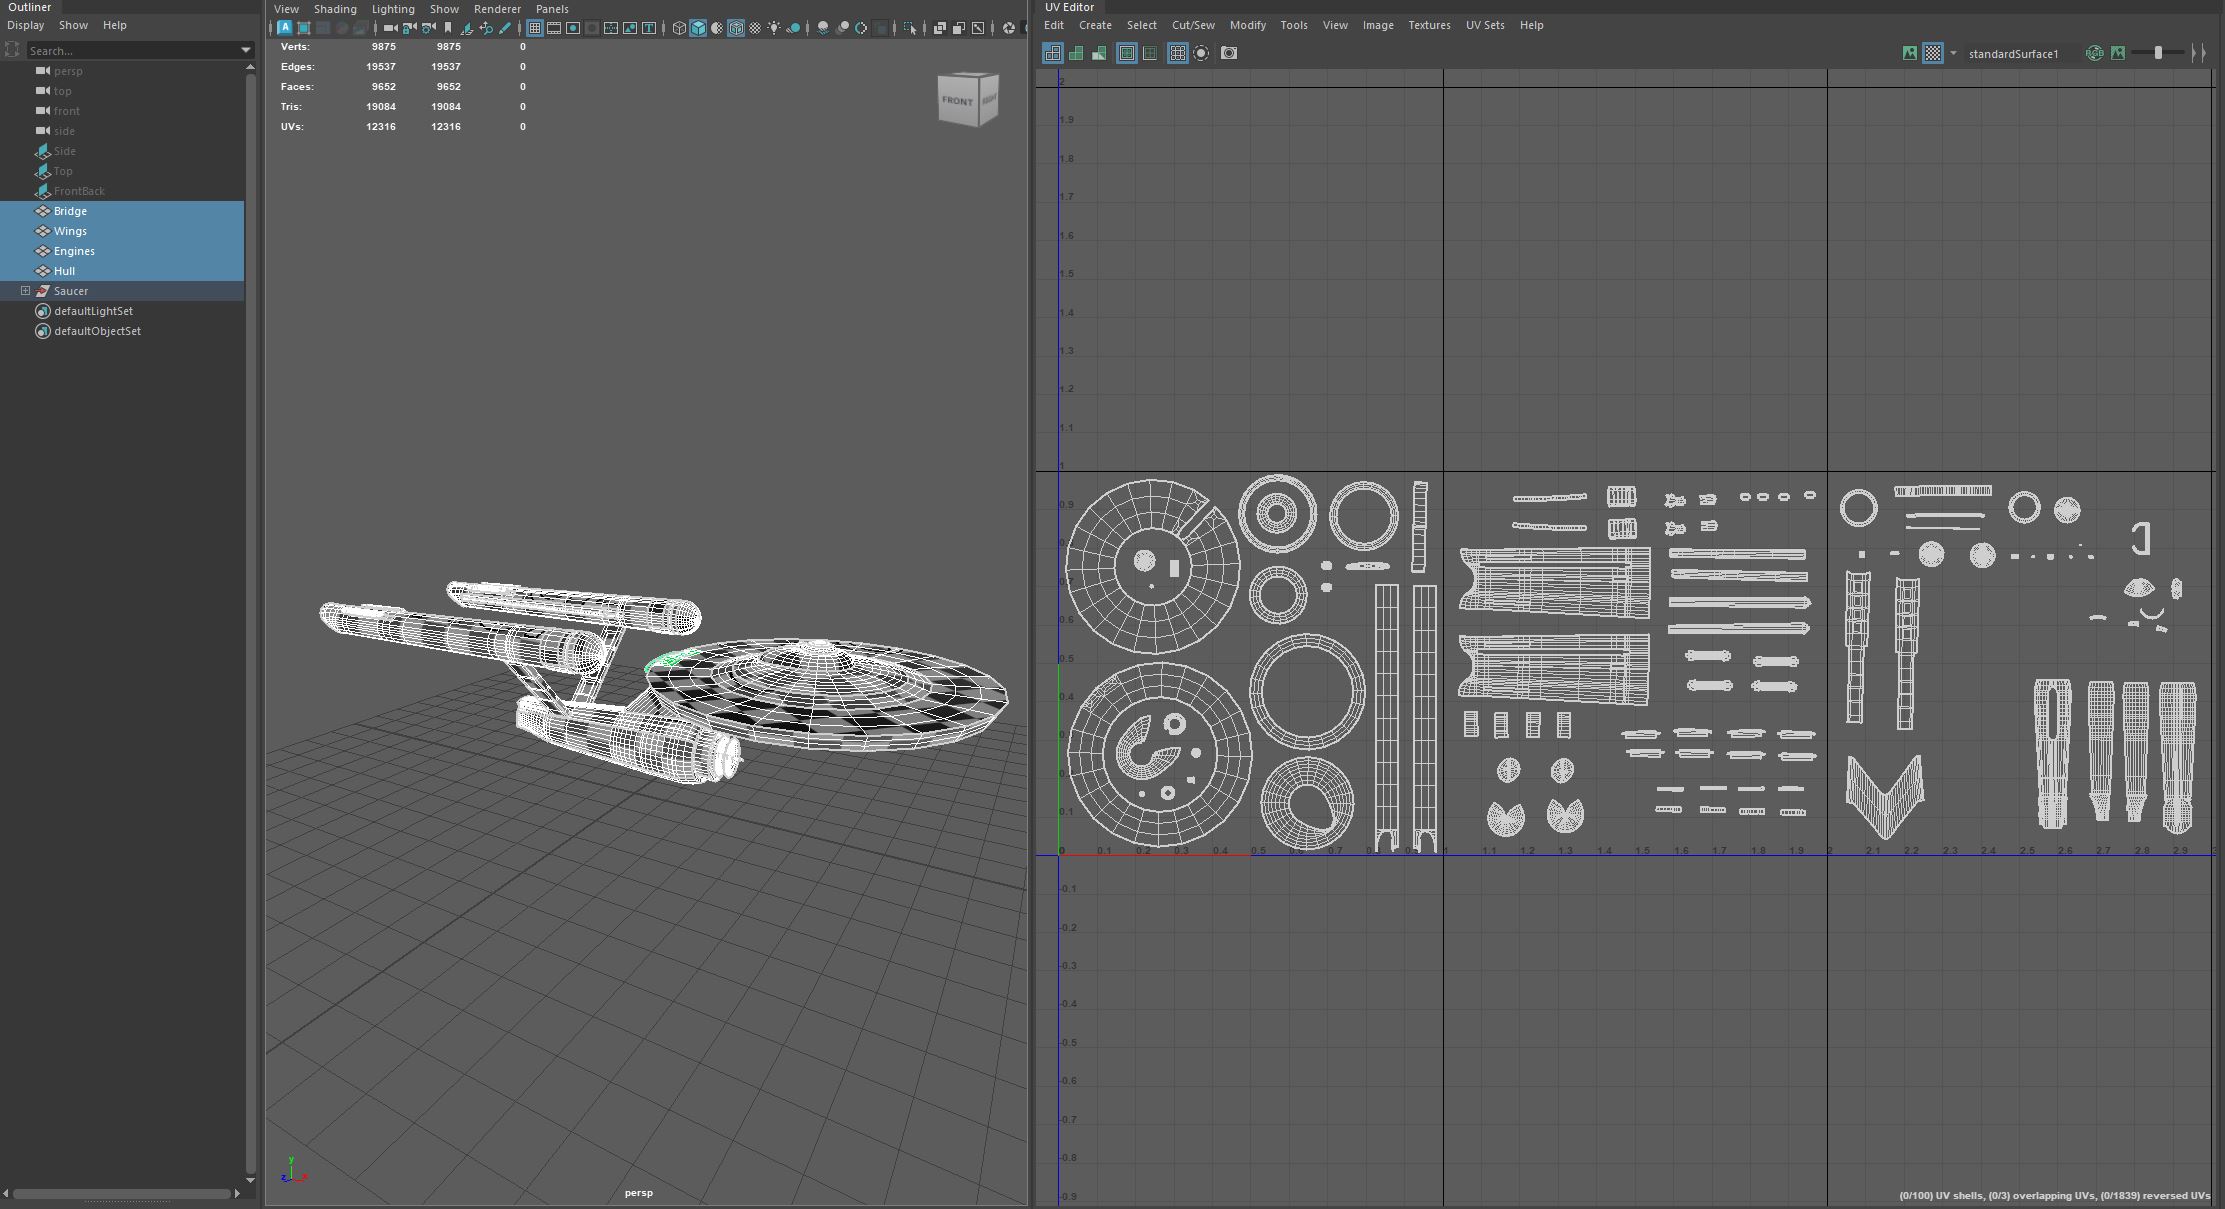 Outliner
Display Show Help
Search...
persp
top
front
side
Side
Top
FrontBack
Bridge
Wings
Engines
Hull
Saucer
defaultLightSet
defaultObjectSet
View Shading Lighting Show Renderer Panels
Verts: 9875 9875 0
Edges: 19537 19537 0
Faces: 9652 9652 0
Tris: 19084 19084 0
UVs: 12316 12316 0
FRONT RIGHT
y
z x
persp
UV Editor
Edit Create Select Cut/Sew Modify Tools View Image Textures UV Sets Help
standardSurface1
RGB
2
1.9
1.8
1.7
1.6
1.5
1.4
1.3
1.2
1.1
1
0.9
0.7
0.6
0.5
0.4
0.1
0 0.1 0.2 0.3 0.4 0.5 0.6 0.7 0.8 1 1.1 1.2 1.3 1.4 1.5 1.6 1.7 1.8 1.9 2 2.1 2.2 2.3 2.4 2.5 2.6 2.7 2.8 2.9
-0.1
-0.2
-0.3
-0.4
-0.5
-0.6
-0.7
-0.8
-0.9
(0/100) UV shells, (0/3) overlapping UVs, (0/1839) reversed UVs